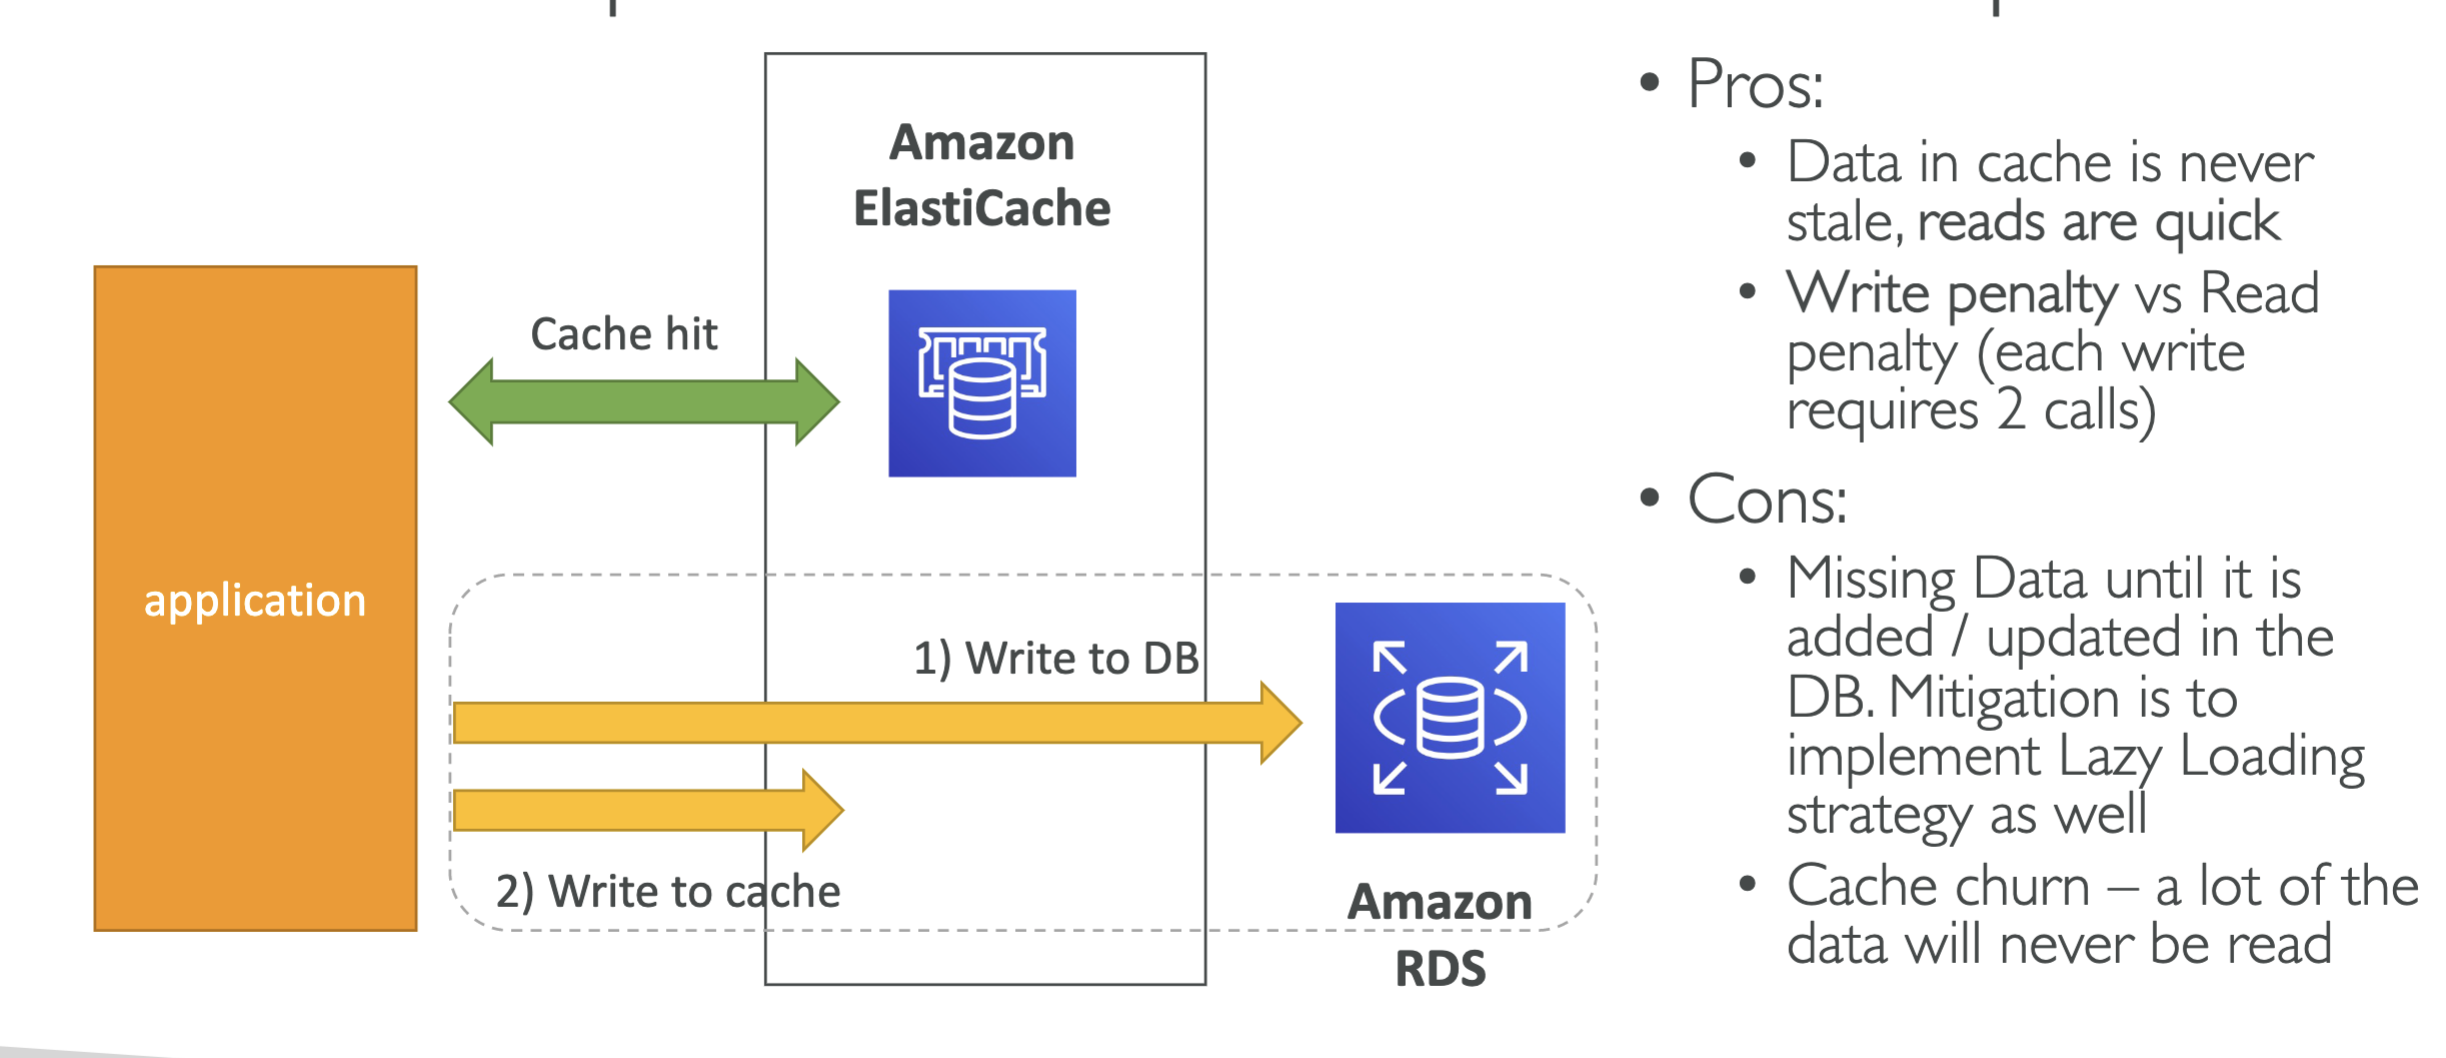 Amazon
ElastiCache
Cache hit
application
1) Write to DB
2) Write to cache
Amazon
RDS
• Pros:
• Data in cache is never
stale, reads are quick
• Write penalty vs Read
penalty (each write
requires 2 calls)
• Cons:
• Missing Data until it is
added / updated in the
DB. Mitigation is to
implement Lazy Loading
strategy as well
• Cache churn – a lot of the
data will never be read